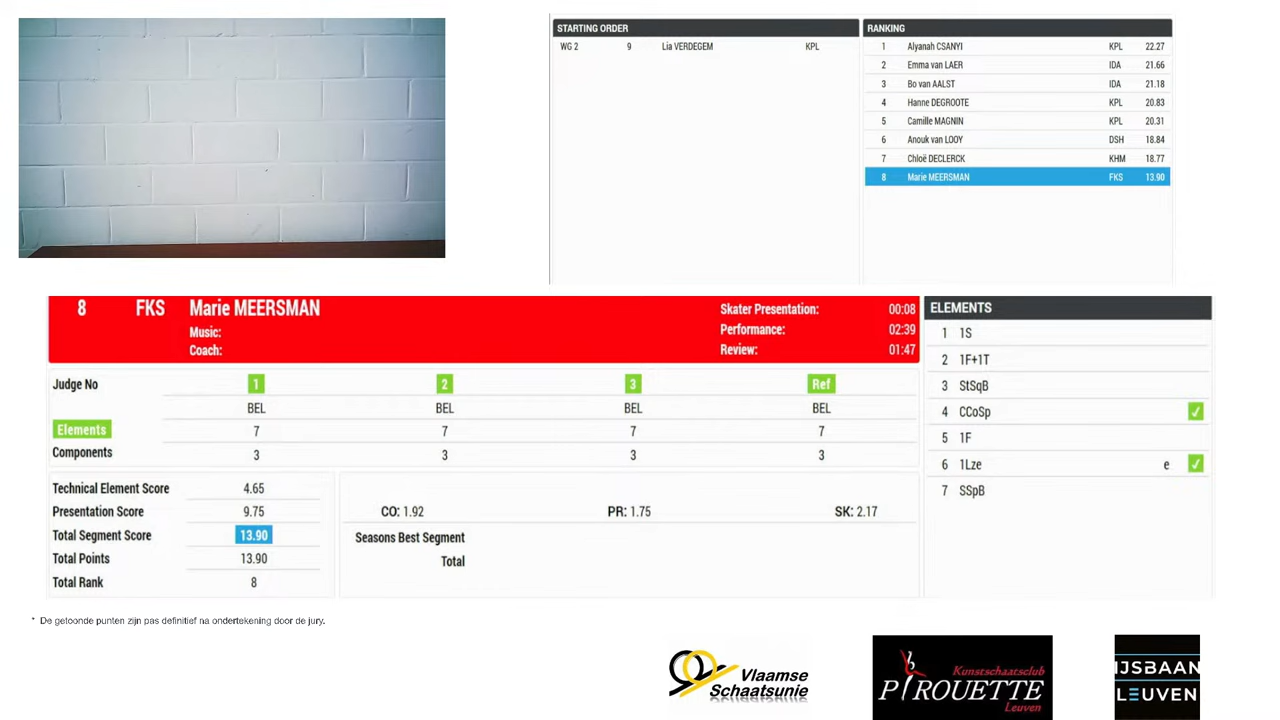 STARTING ORDER
WG 2 9 Lia VERDEGEM KPL
RANKING
1 Alyanah CSANYI KPL 22.27
2 Emma van LAER IDA 21.66
3 Bo van AALST IDA 21.18
4 Hanne DEGROOTE KPL 20.83
5 Camille MAGNIN KPL 20.31
6 Anouk van LOOY DSH 18.84
7 Chloë DECLERCK KHM 18.77
8 Marie MEERSMAN FKS 13.90
8 FKS Marie MEERSMAN
Music:
Coach:
Skater Presentation: 00:08
Performance: 02:39
Review: 01:47
Judge No 1 2 3 Ref
BEL BEL BEL BEL
Elements 7 7 7 7
Components 3 3 3 3
Technical Element Score 4.65
Presentation Score 9.75
Total Segment Score 13.90
Total Points 13.90
Total Rank 8
CO: 1.92 PR: 1.75 SK: 2.17
Seasons Best Segment
Total
ELEMENTS
1 1S
2 1F+1T
3 StSqB
4 CCoSp ✓
5 1F
6 1Lze e ✓
7 SSpB
* De getoonde punten zijn pas definitief na ondertekening door de jury.
Vlaamse
Schaatsunie
Kunstschaatsclub
PIROUETTE
Leuven
IJSBAAN
LEUVEN